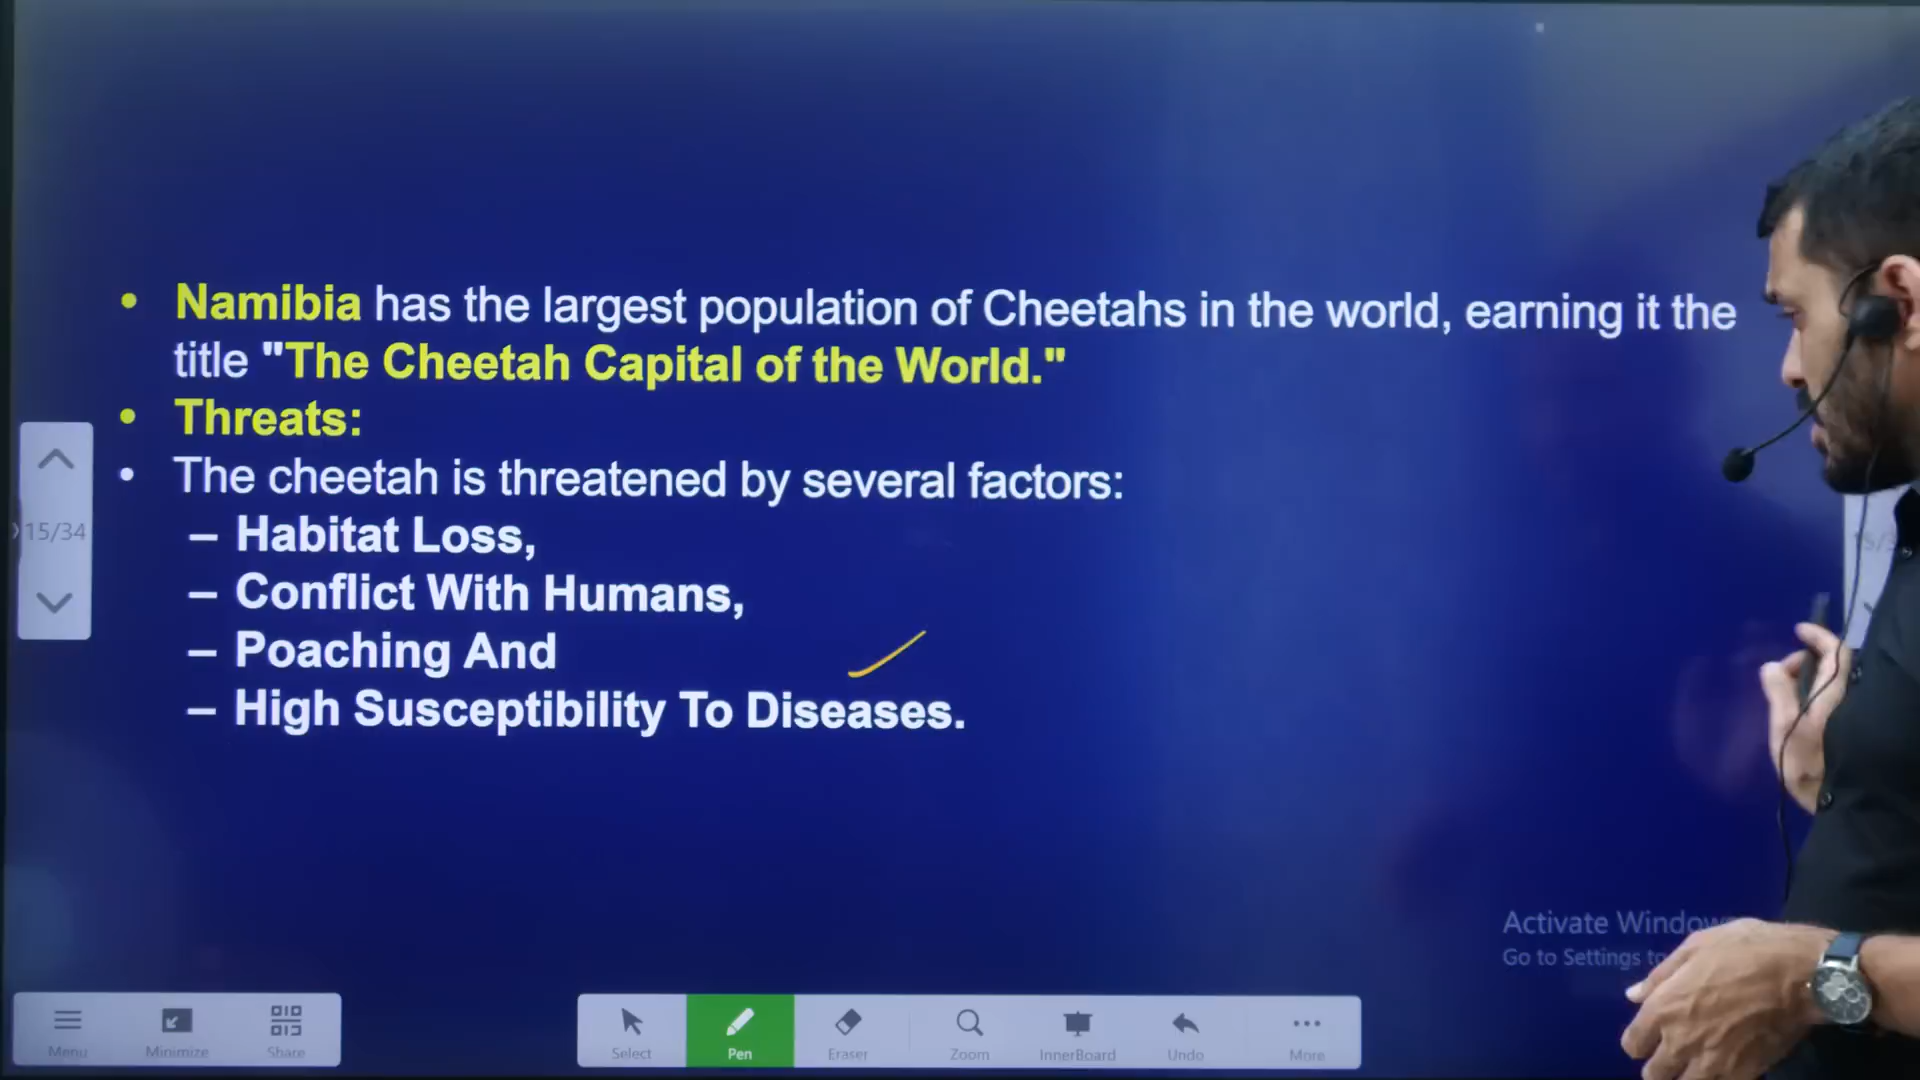 • Namibia has the largest population of Cheetahs in the world, earning it the
title "The Cheetah Capital of the World."
• Threats:
• The cheetah is threatened by several factors:
– Habitat Loss,
– Conflict With Humans,
– Poaching And
– High Susceptibility To Diseases.
15/34
Activate Window
Go to Settings to
Menu
Minimize
Share
Select
Pen
Eraser
Zoom
InnerBoard
Undo
More